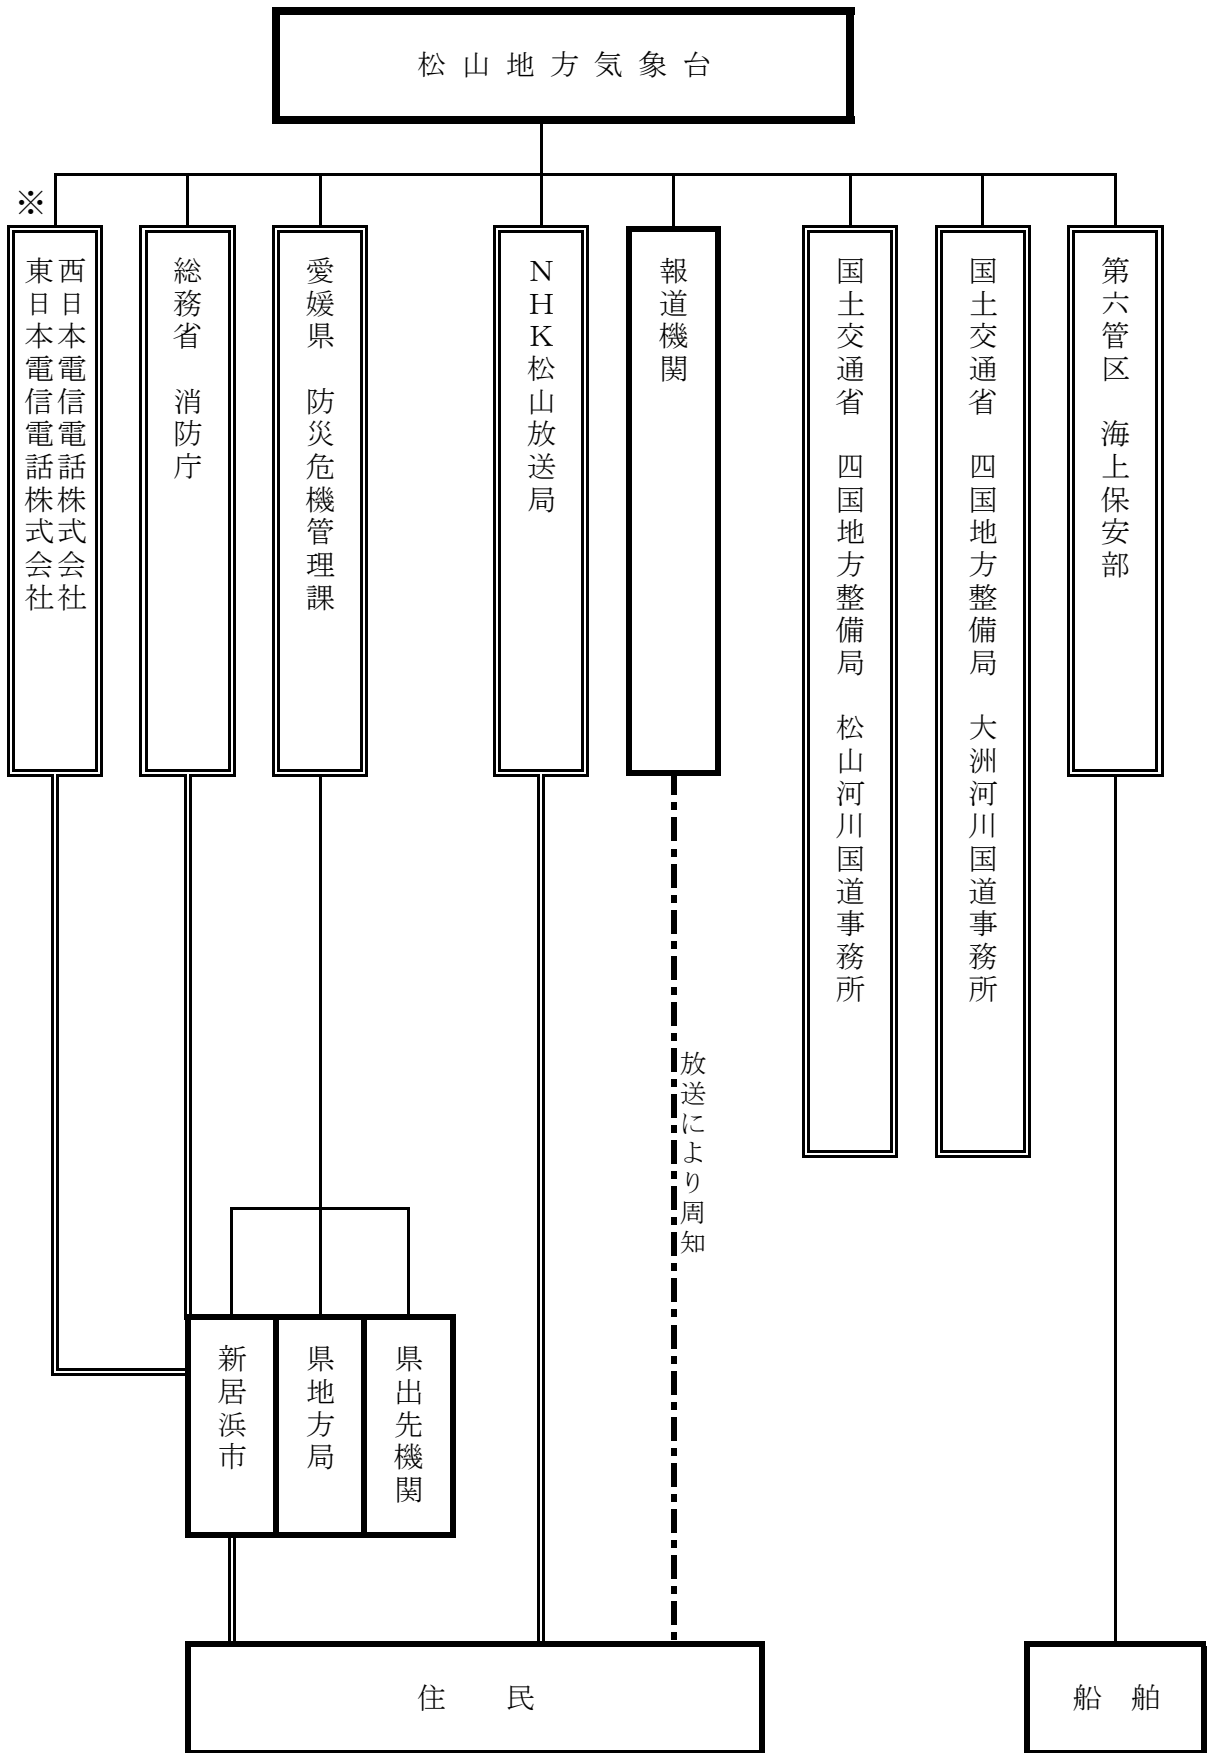 松山地方気象台
※
西日本電信電話株式会社
東日本電信電話株式会社
総務省　消防庁
愛媛県　防災危機管理課
ＮＨＫ松山放送局
報道機関
国土交通省　四国地方整備局　松山河川国道事務所
国土交通省　四国地方整備局　大洲河川国道事務所
第六管区　海上保安部
放送により周知
新居浜市
県地方局
県出先機関
住　民
船　舶